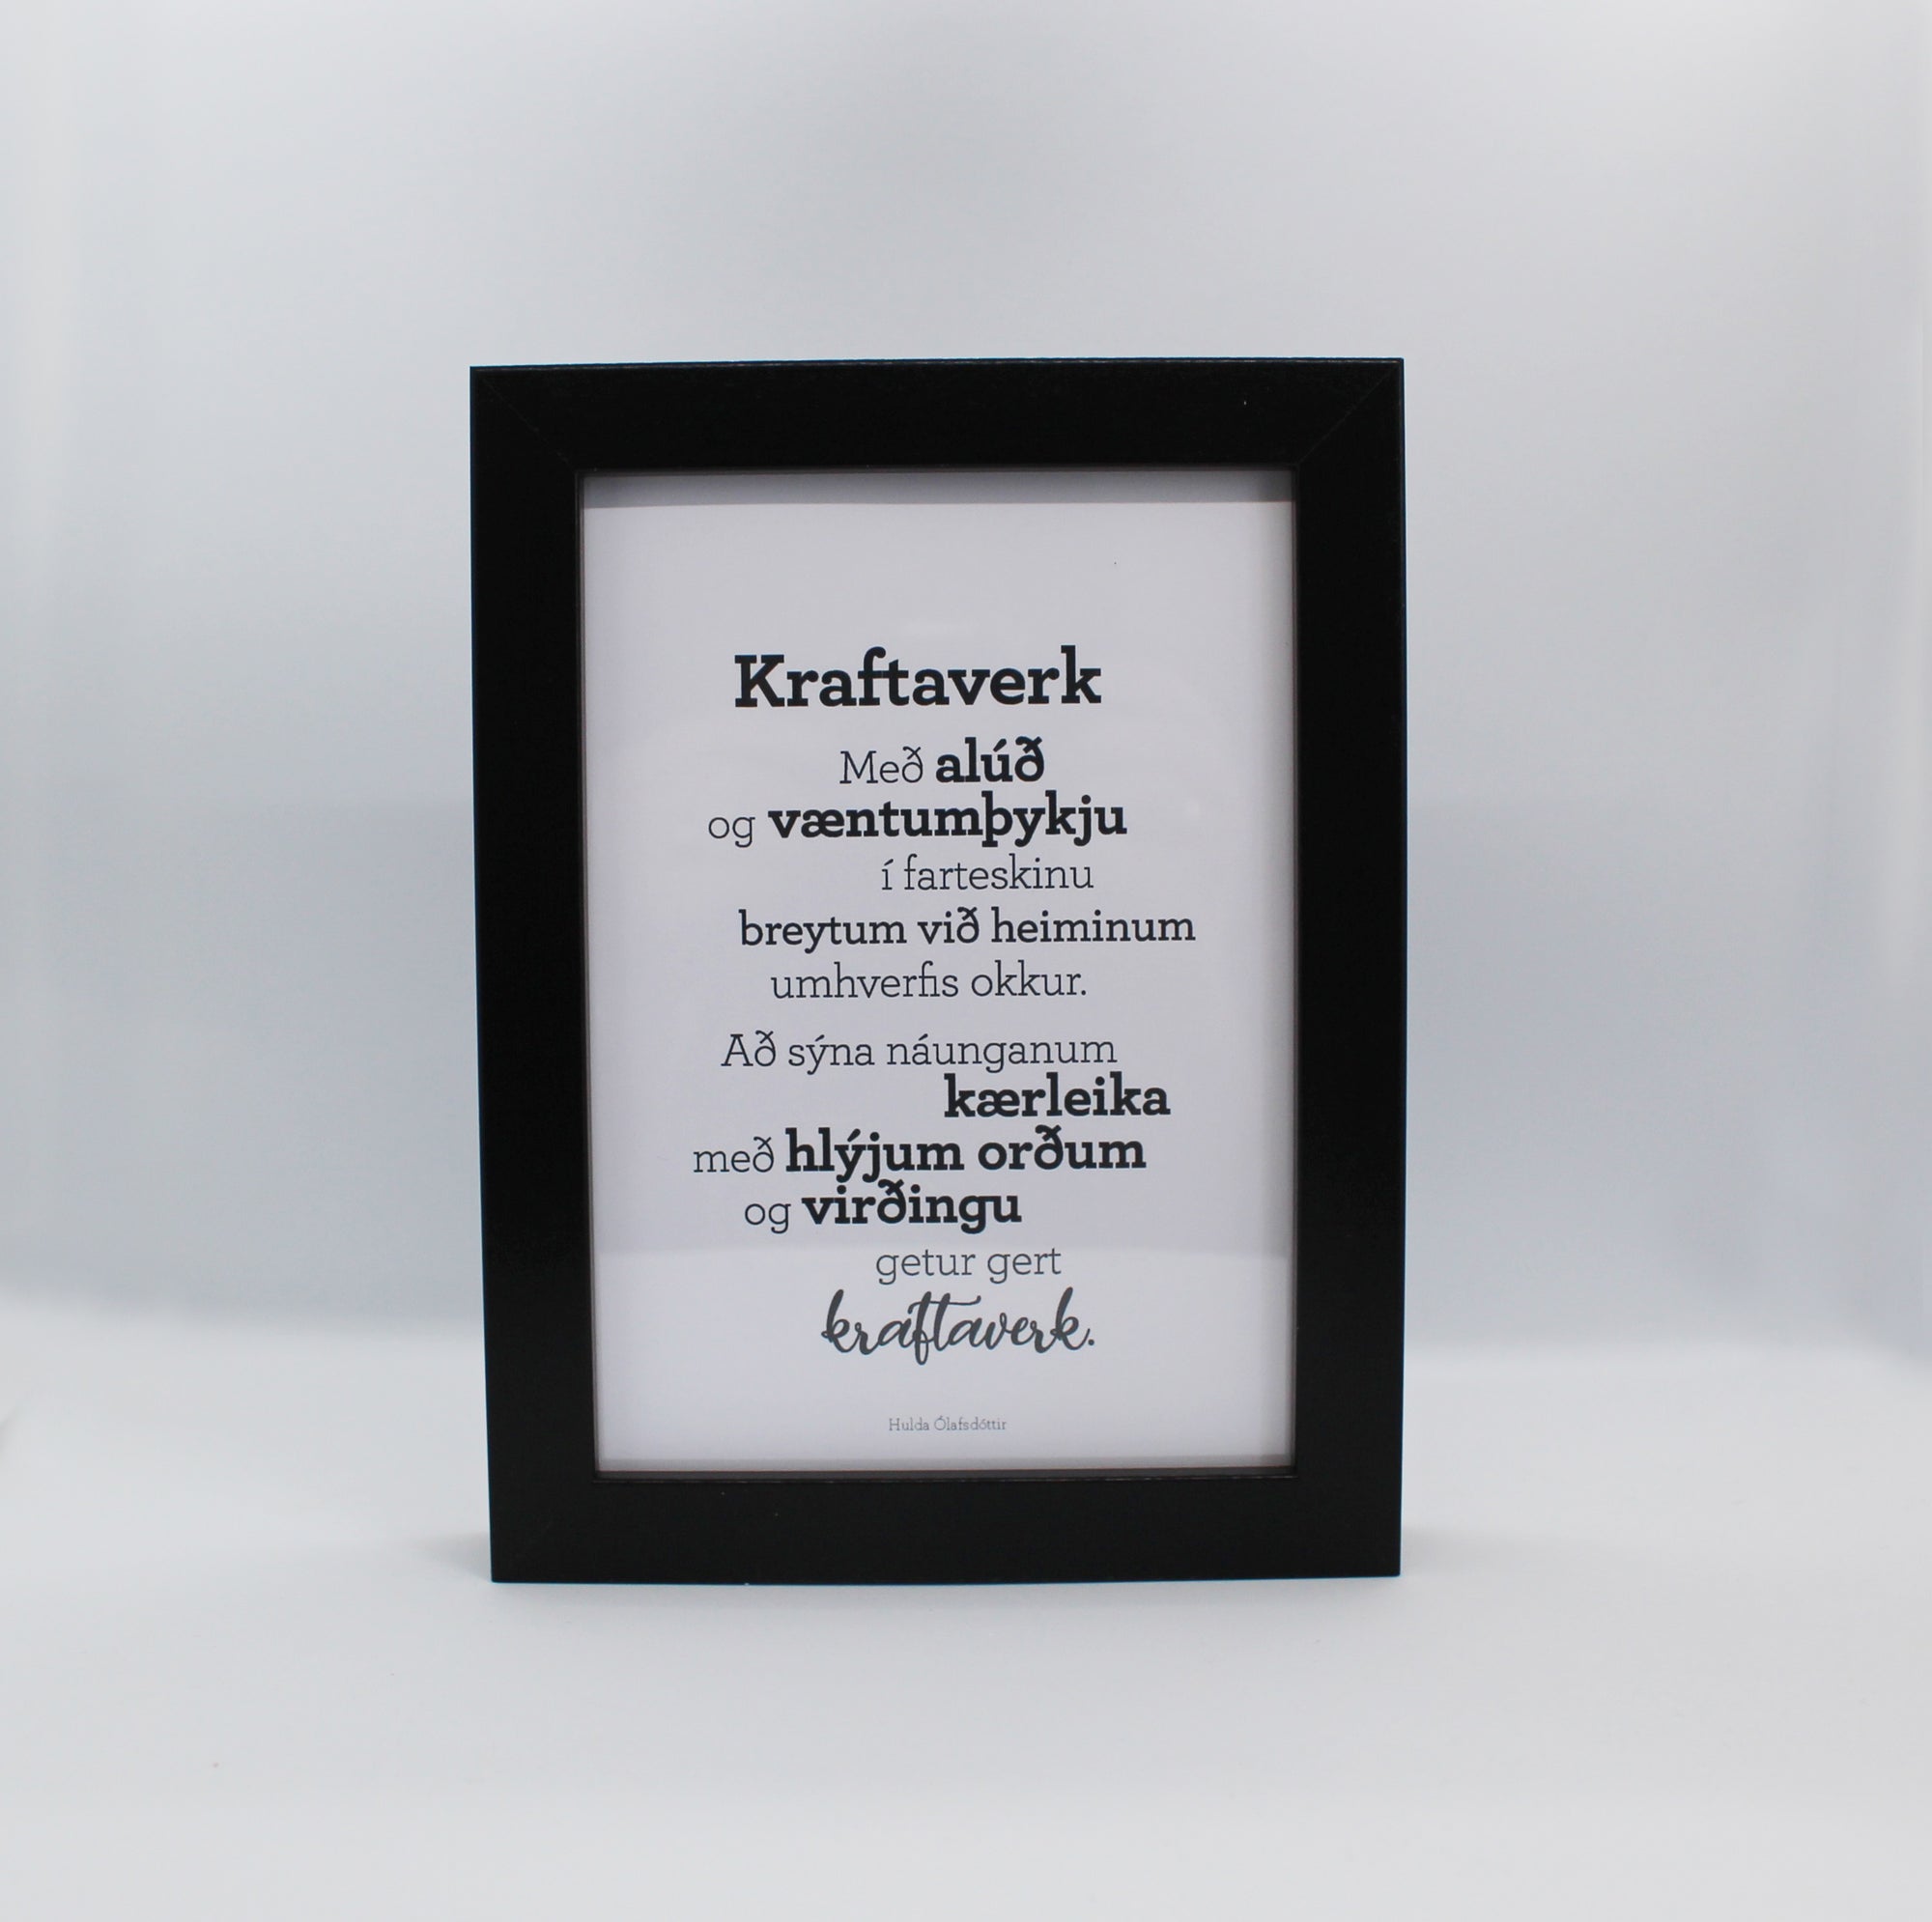 Kraftaverk
Með alúð
og væntumþykju
í farteskinu
breytum við heiminum
umhverfis okkur.
Að sýna náunganum
kærleika
með hlýjum orðum
og virðingu
getur gert
kraftaverk.
Hulda Ólafsdóttir